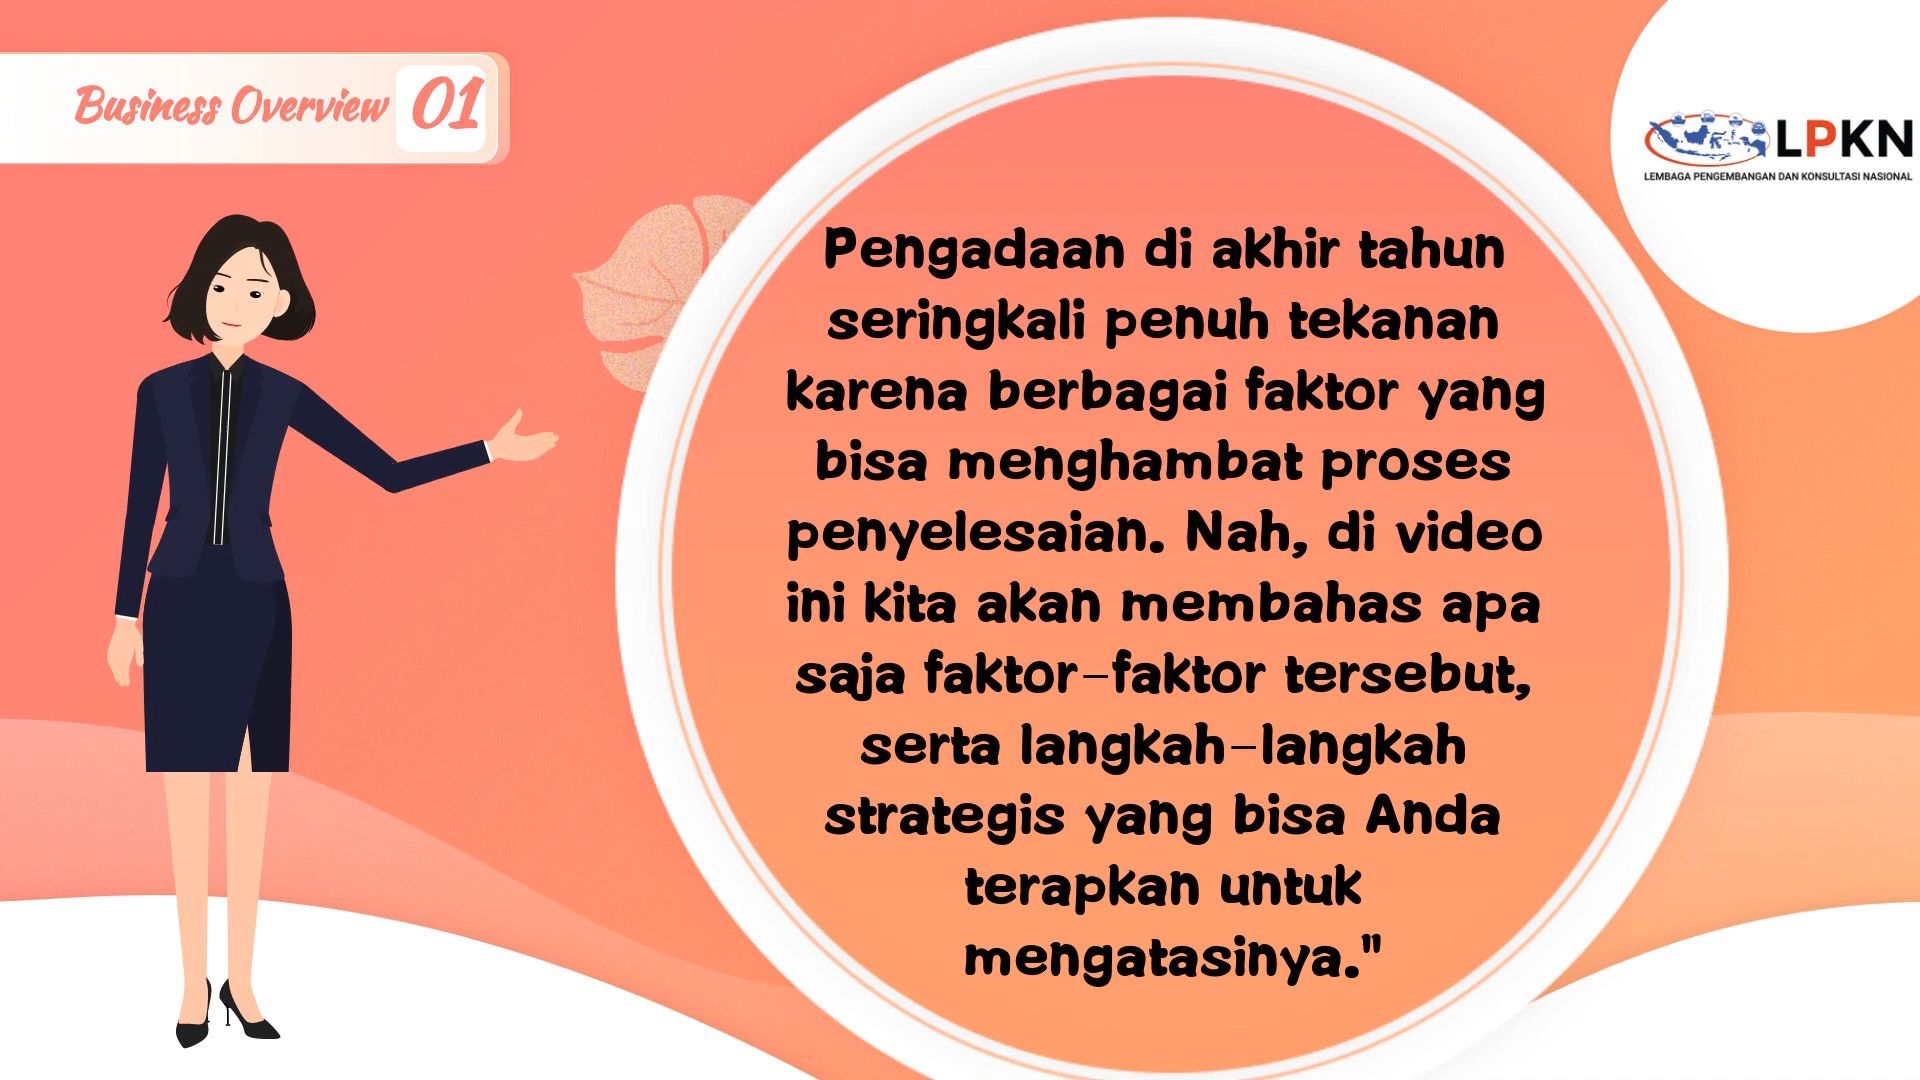 Business Overview 01
LPKN
LEMBAGA PENGEMBANGAN DAN KONSULTASI NASIONAL
Pengadaan di akhir tahun
seringkali penuh tekanan
karena berbagai faktor yang
bisa menghambat proses
penyelesaian. Nah, di video
ini kita akan membahas apa
saja faktor-faktor tersebut,
serta langkah-langkah
strategis yang bisa Anda
terapkan untuk
mengatasinya."